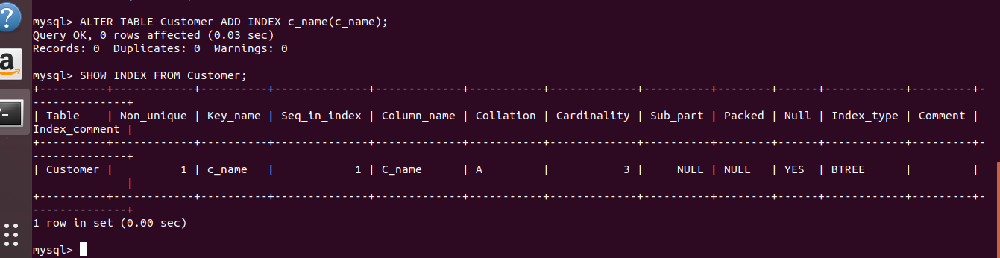 ?
a
>_
mysql> ALTER TABLE Customer ADD INDEX c_name(c_name);
Query OK, 0 rows affected (0.03 sec)
Records: 0  Duplicates: 0  Warnings: 0
mysql> SHOW INDEX FROM Customer;
+----------+------------+----------+--------------+-------------+-----------+-------------+----------+--------+------+------------+---------+-
--------------+
| Table    | Non_unique | Key_name | Seq_in_index | Column_name | Collation | Cardinality | Sub_part | Packed | Null | Index_type | Comment |
Index_comment |
+----------+------------+----------+--------------+-------------+-----------+-------------+----------+--------+------+------------+---------+-
--------------+
| Customer |          1 | c_name   |            1 | C_name      | A         |           3 |     NULL | NULL   | YES  | BTREE      |         |
              |
+----------+------------+----------+--------------+-------------+-----------+-------------+----------+--------+------+------------+---------+-
--------------+
1 row in set (0.00 sec)
mysql>